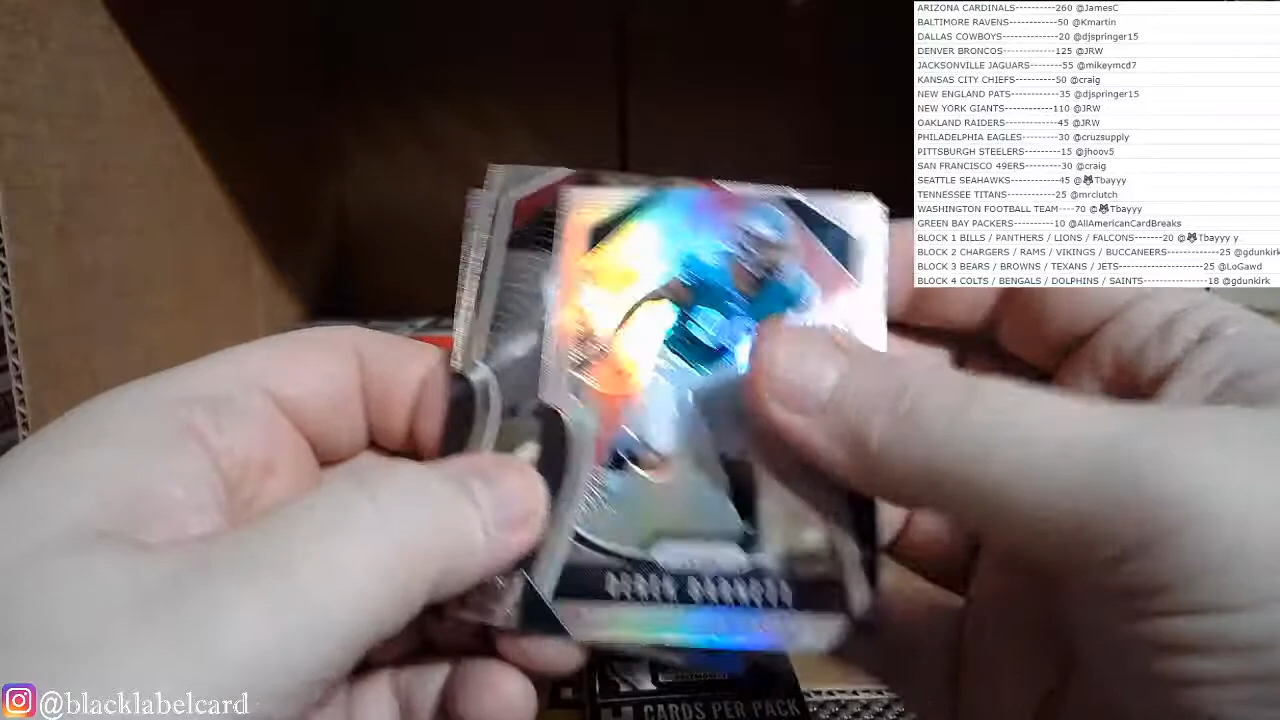 ARIZONA CARDINALS----------260 @JamesC
BALTIMORE RAVENS------------50 @Kmartin
DALLAS COWBOYS-------------20 @djspringer15
DENVER BRONCOS-------------125 @JRW
JACKSONVILLE JAGUARS--------55 @mikeymcd7
KANSAS CITY CHIEFS----------50 @craig
NEW ENGLAND PATS-----------35 @djspringer15
NEW YORK GIANTS------------110 @JRW
OAKLAND RAIDERS-------------45 @JRW
PHILADELPHIA EAGLES---------30 @cruzsupply
PITTSBURGH STEELERS--------15 @jhoov5
SAN FRANCISCO 49ERS---------30 @craig
SEATTLE SEAHAWKS-----------45 @🐱Tbayyy
TENNESSEE TITANS-----------25 @mrclutch
WASHINGTON FOOTBALL TEAM----70 @🐱Tbayyy
GREEN BAY PACKERS----------10 @AllAmericanCardBreaks
BLOCK 1 BILLS / PANTHERS / LIONS / FALCONS------20 @🐱Tbayyy y
BLOCK 2 CHARGERS / RAMS / VIKINGS / BUCCANEERS-------------25 @gdunkirk
BLOCK 3 BEARS / BROWNS / TEXANS / JETS--------------------25 @LoGawd
BLOCK 4 COLTS / BENGALS / DOLPHINS / SAINTS----------------18 @gdunkirk
CARDS PER PACK
@blacklabelcard